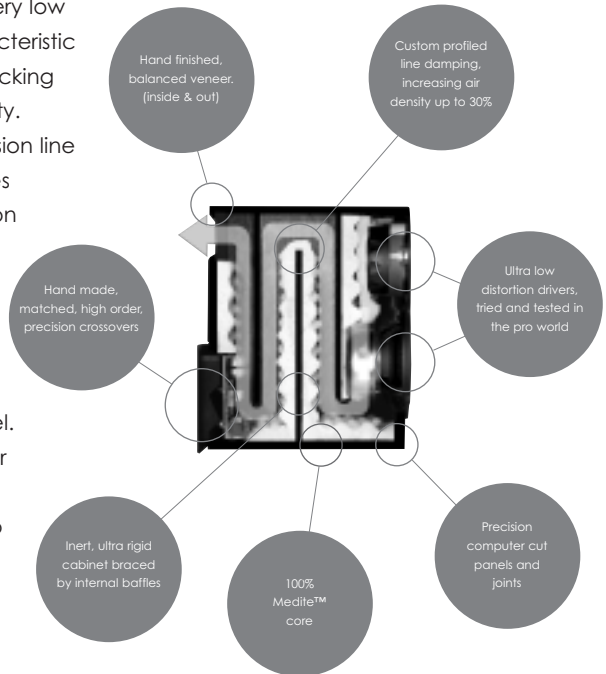 ery low
cteristic
cking
ty.
sion line
es
on
el.
r
o
Hand finished,
balanced veneer.
(inside & out)
Custom profiled
line damping,
increasing air
density up to 30%
Hand made,
matched, high order,
precision crossovers
Ultra low
distortion drivers,
tried and tested in
the pro world
Inert, ultra rigid
cabinet braced
by internal baffles
100%
Medite™
core
Precision
computer cut
panels and
joints